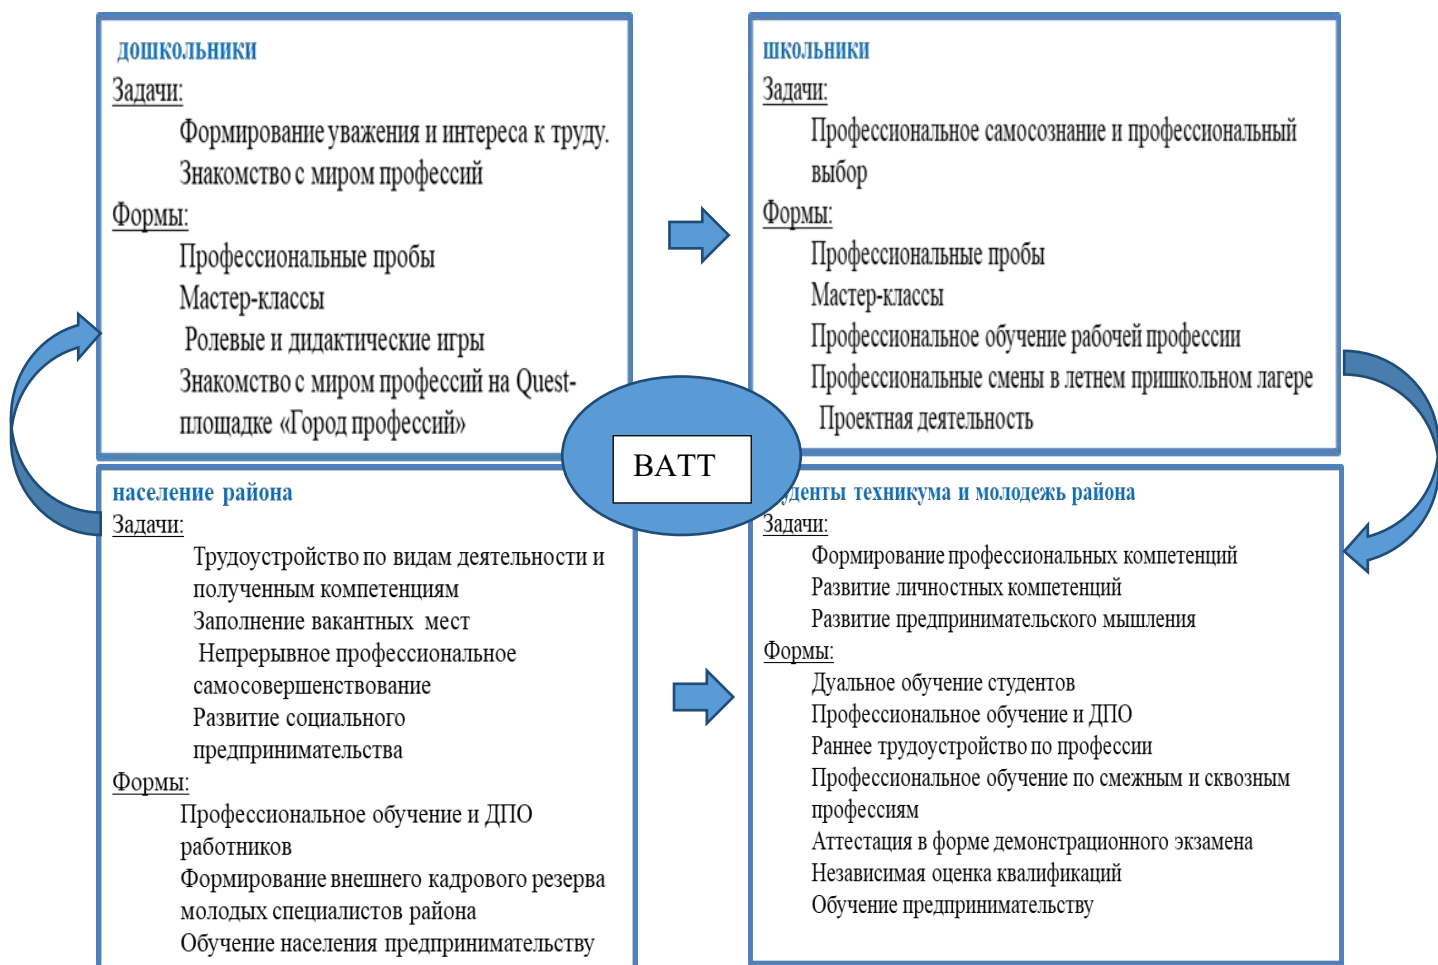 дошкольники
Задачи:
Формирование уважения и интереса к труду.
Знакомство с миром профессий
Формы:
Профессиональные пробы
Мастер-классы
Ролевые и дидактические игры
Знакомство с миром профессий на Quest-
площадке «Город профессий»
школьники
Задачи:
Профессиональное самосознание и профессиональный
выбор
Формы:
Профессиональные пробы
Мастер-классы
Профессиональное обучение рабочей профессии
Профессиональные смены в летнем пришкольном лагере
Проектная деятельность
ВАТТ
население района
Задачи:
Трудоустройство по видам деятельности и
полученным компетенциям
Заполнение вакантных мест
Непрерывное профессиональное
самосовершенствование
Развитие социального
предпринимательства
Формы:
Профессиональное обучение и ДПО
работников
Формирование внешнего кадрового резерва
молодых специалистов района
Обучение населения предпринимательству
техникума и молодежь района
Задачи:
Формирование профессиональных компетенций
Развитие личностных компетенций
Развитие предпринимательского мышления
Формы:
Дуальное обучение студентов
Профессиональное обучение и ДПО
Раннее трудоустройство по профессии
Профессиональное обучение по смежным и сквозным
профессиям
Аттестация в форме демонстрационного экзамена
Независимая оценка квалификаций
Обучение предпринимательству